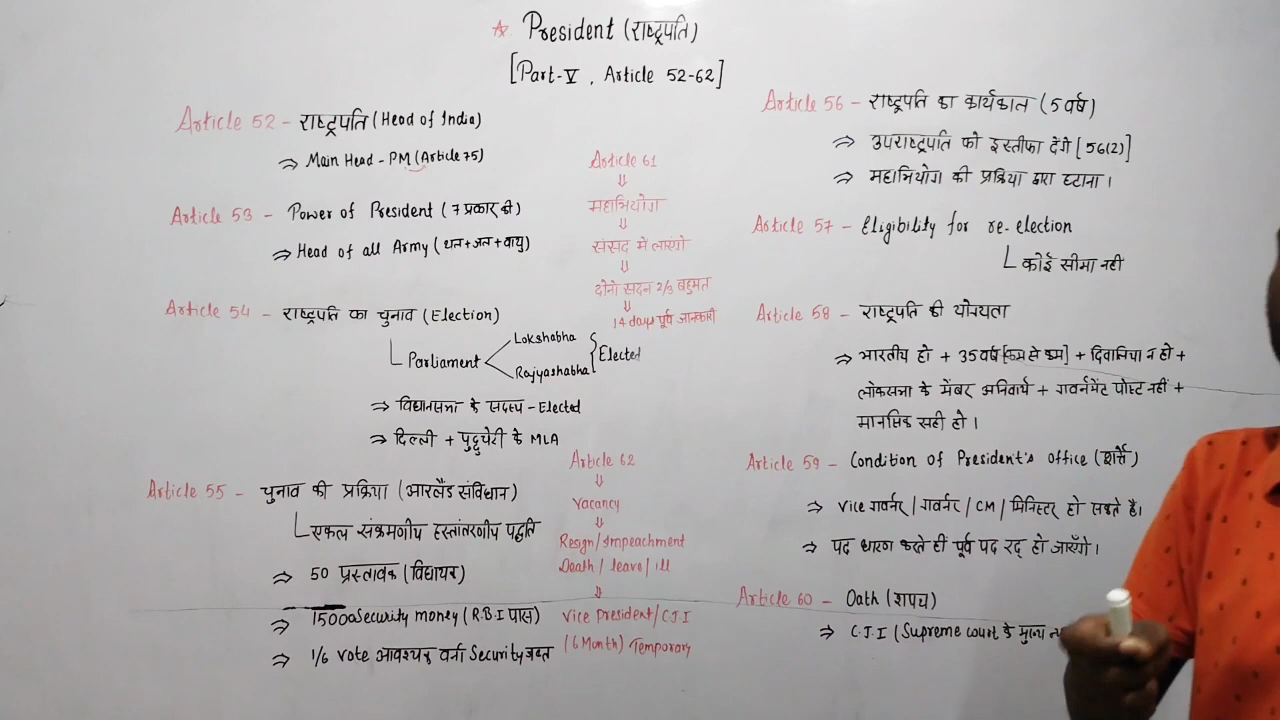 ☆ President (राष्ट्रपति)
[Part-V, Article 52-62]
Article 52 - राष्ट्रपति (Head of India)
⇒ Main Head - PM (Article 75)
Article 53 - Power of President (7 प्रकार की)
⇒ Head of all Army (थल+जल+वायु)
Article 54 - राष्ट्रपति का चुनाव (Election)
Parliament
Lokshabha
Rajyashabha
Elected
⇒ विधानसभा के सदस्य - Elected
⇒ दिल्ली + पुदुचेरी के MLA
Article 55 - चुनाव की प्रक्रिया (आरलैंड संविधान)
एकल संक्रमणीय हस्तांतरणीय पद्धति
⇒ 50 प्रस्तावक (विधायक)
⇒ 15000 Security money (R.B.I पास)
⇒ 1/6 vote आवश्यक वर्ना Security जब्त
Article 61
⇓
महाभियोग
⇓
संसद में लाएंगे
⇓
दोनो सदन 2/3 बहुमत
⇓
14 days पूर्व जानकारी
Article 62
⇓
Vacancy
⇓
Resign/Impeachment
Death / leave / ill
⇓
Vice president / CJI
(6 Month) Temporary
Article 56 - राष्ट्रपति का कार्यकाल (5 वर्ष)
⇒ उपराष्ट्रपति को इस्तीफा देंगे [56(2)]
⇒ महाभियोग की प्रक्रिया द्वारा हटाना।
Article 57 - Eligibility for re-election
कोई सीमा नही
Article 58 - राष्ट्रपति की योग्यता
⇒ भारतीय हो + 35 वर्ष [कम से कम] + दिवालिया न हो +
लोकसभा के मेंबर अनिवार्य + गवर्नमेंट पोस्ट नहीं +
मानसिक सही हो।
Article 59 - Condition of President's office (शर्त्तें)
⇒ Vice गवर्नर / गवर्नर / CM / मिनिस्टर हो सकते है।
⇒ पद धारण करते हीं पूर्व पद रद्द हो जाएँगे।
Article 60 - Oath (शपथ)
⇒ C.J.I (Supreme court के मुख्य